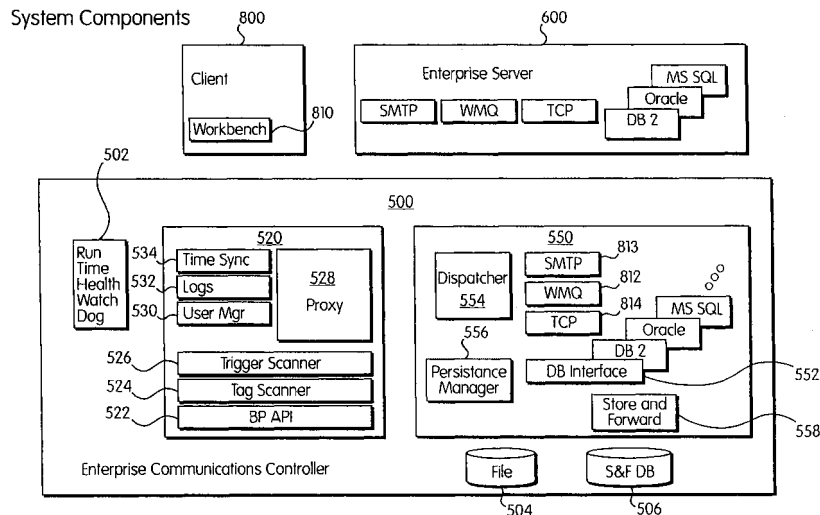 System Components
800
600
Client
Workbench
810
Enterprise Server
SMTP
WMQ
TCP
MS SQL
Oracle
DB 2
502
500
Run
Time
Health
Watch
Dog
520
534
Time Sync
532
Logs
530
User Mgr
528
Proxy
526
Trigger Scanner
524
Tag Scanner
522
BP API
550
Dispatcher
554
813
SMTP
812
WMQ
814
TCP
MS SQL
Oracle
DB 2
DB Interface
552
556
Persistance
Manager
Store and
Forward
558
Enterprise Communications Controller
File
504
S&F DB
506